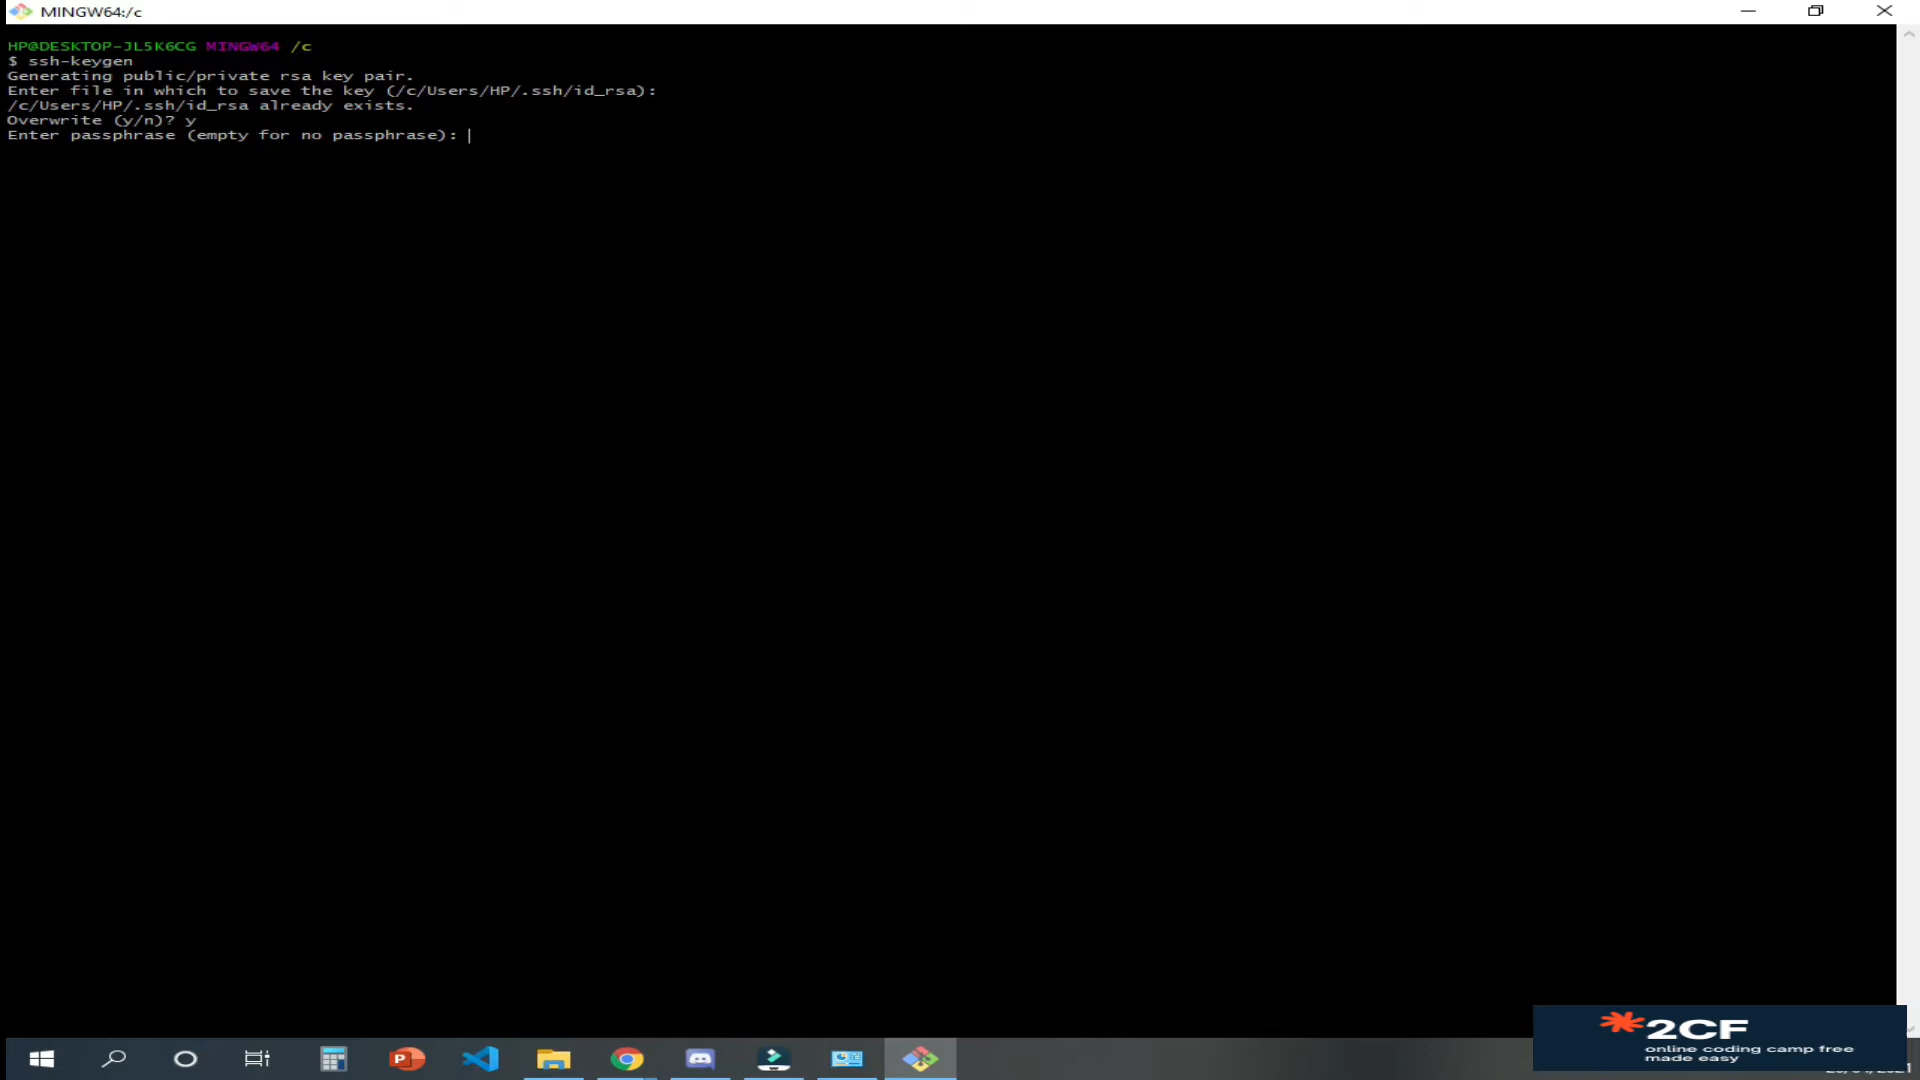 MINGW64:/c
HP@DESKTOP-JL5K6CG MINGW64 /c
$ ssh-keygen
Generating public/private rsa key pair.
Enter file in which to save the key (/c/Users/HP/.ssh/id_rsa):
/c/Users/HP/.ssh/id_rsa already exists.
Overwrite (y/n)? y
Enter passphrase (empty for no passphrase):
2CF
online coding camp free
made easy